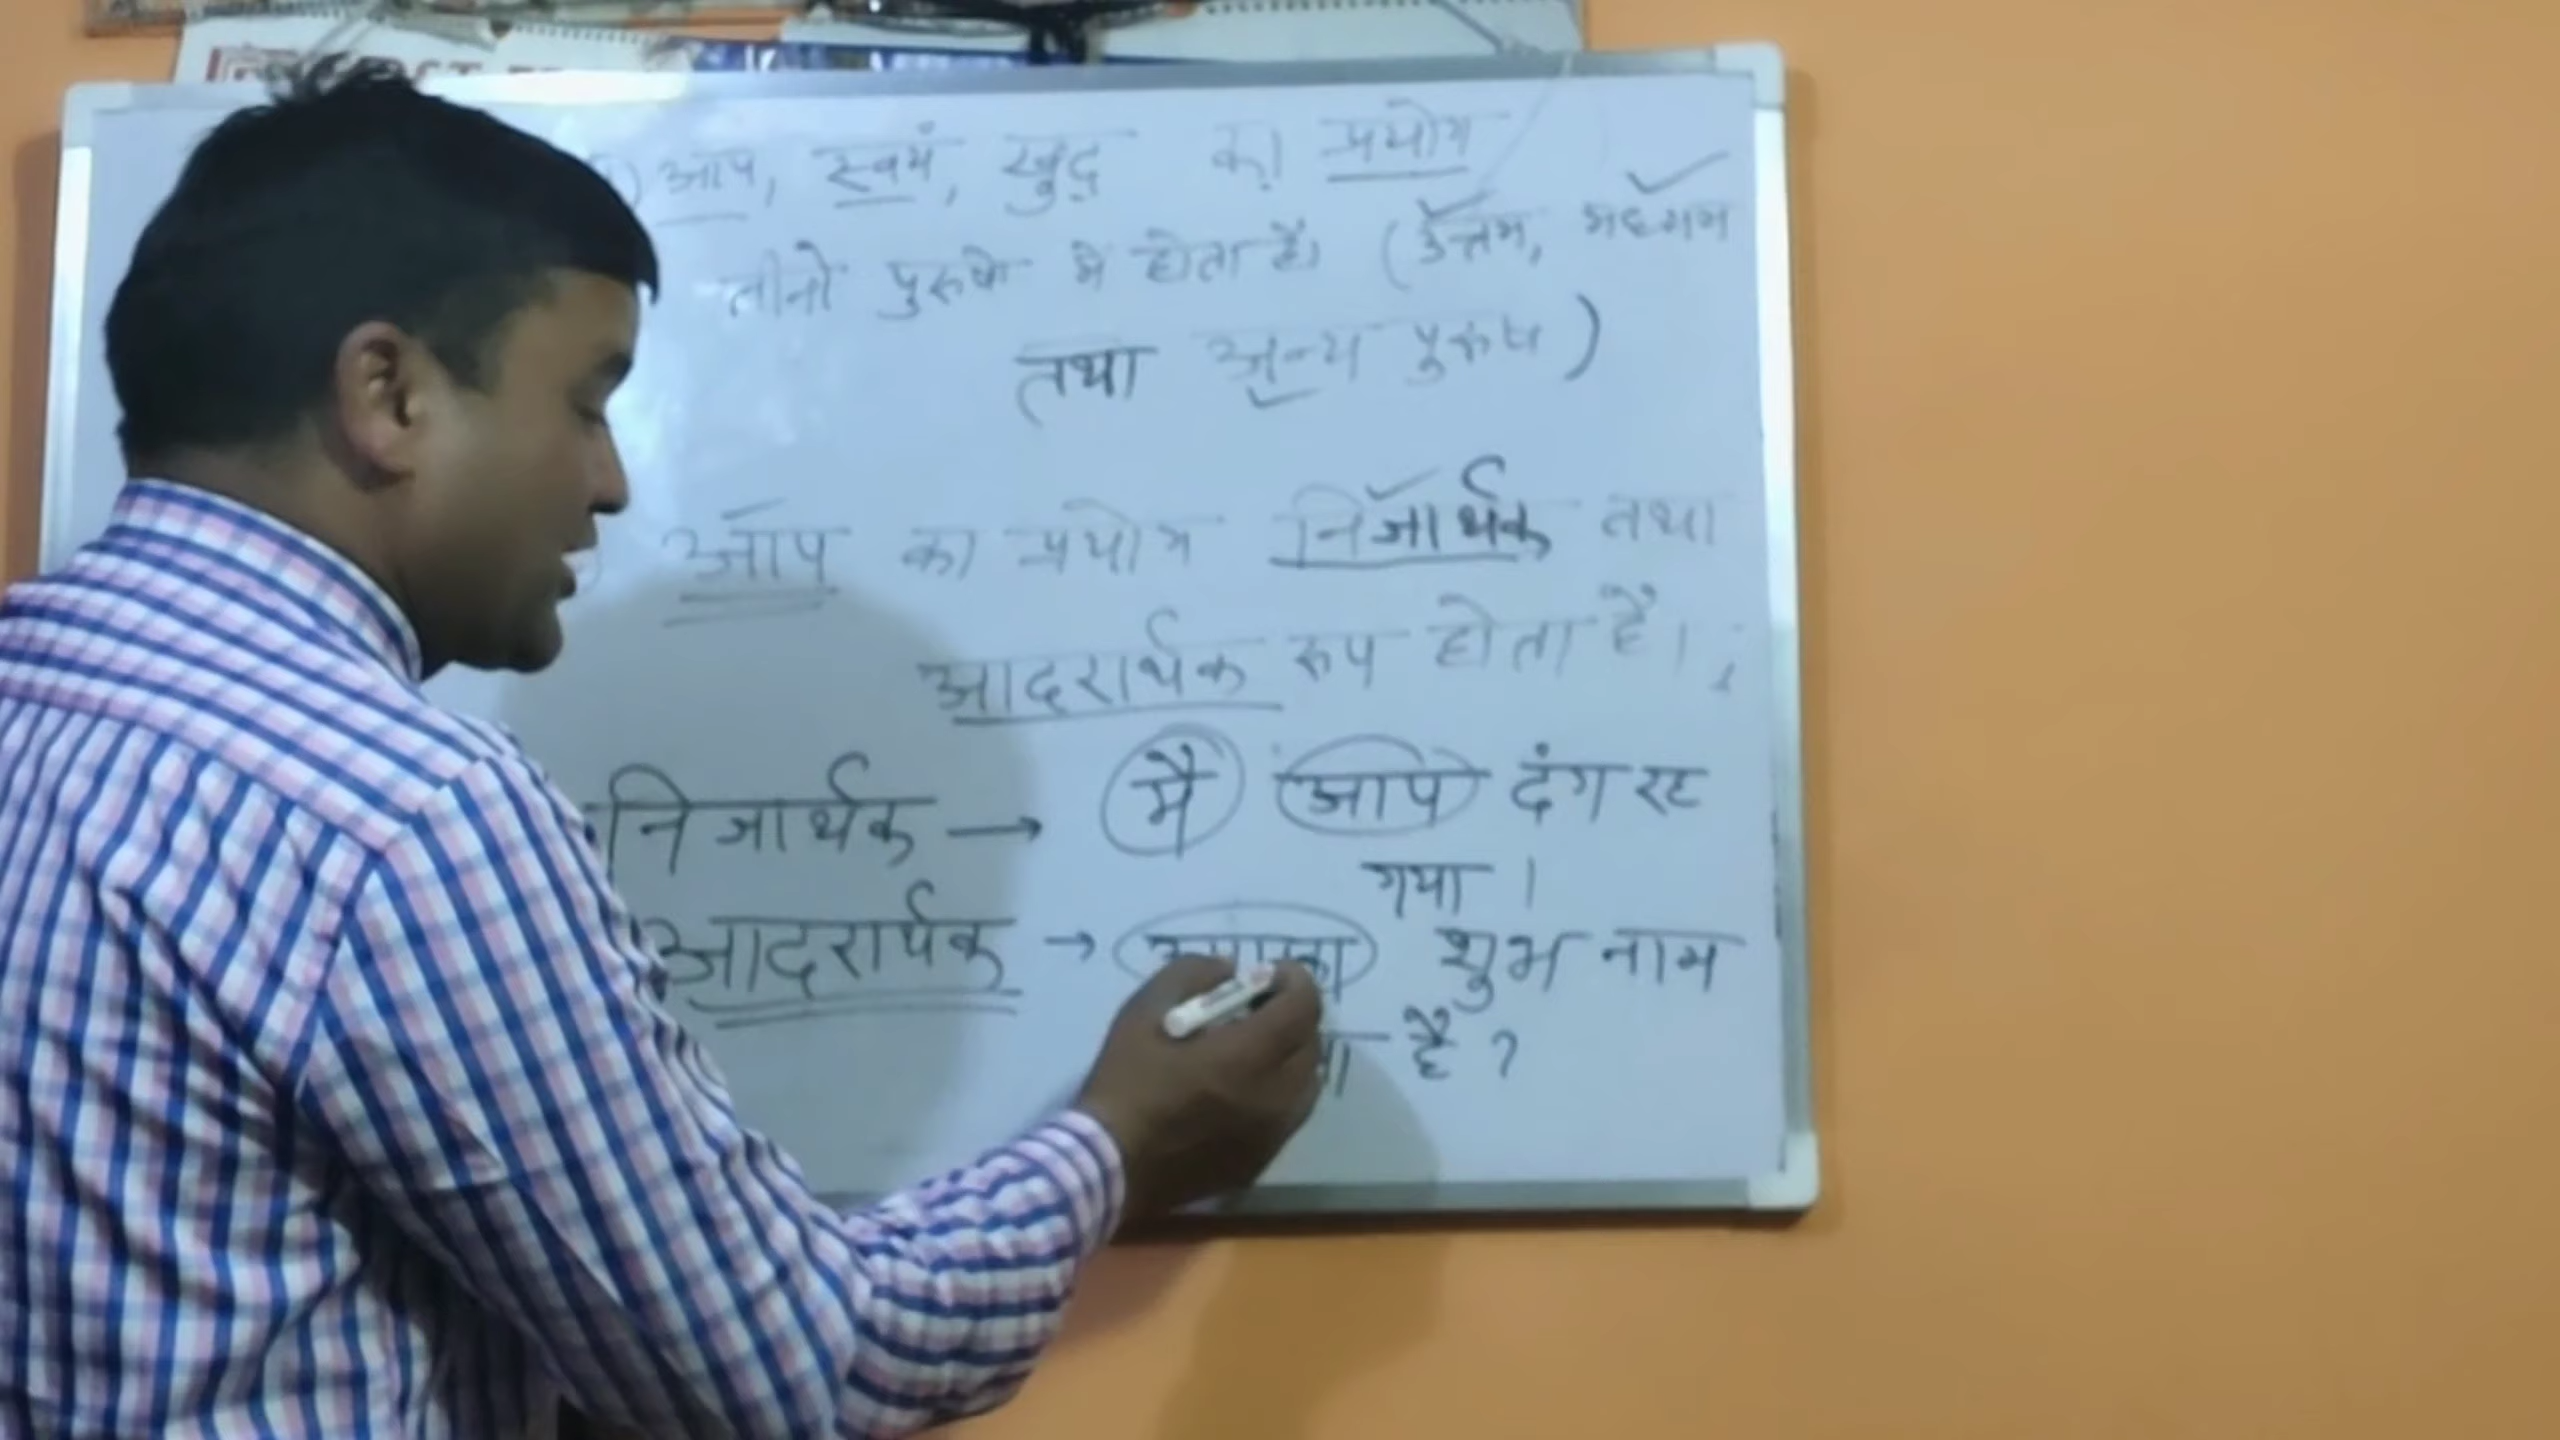 आप, स्वयं, खुद का प्रयोग
तीनो पुरुषो मे होता है। (उत्तम, मध्यम
तथा अन्य पुरुष)
आप का प्रयोग निजार्थक तथा
आदरार्थक रुप होता है।
निजार्थक → मै आप दंग रह
गया ।
आदरार्थक → आपका शुभ नाम
है ?